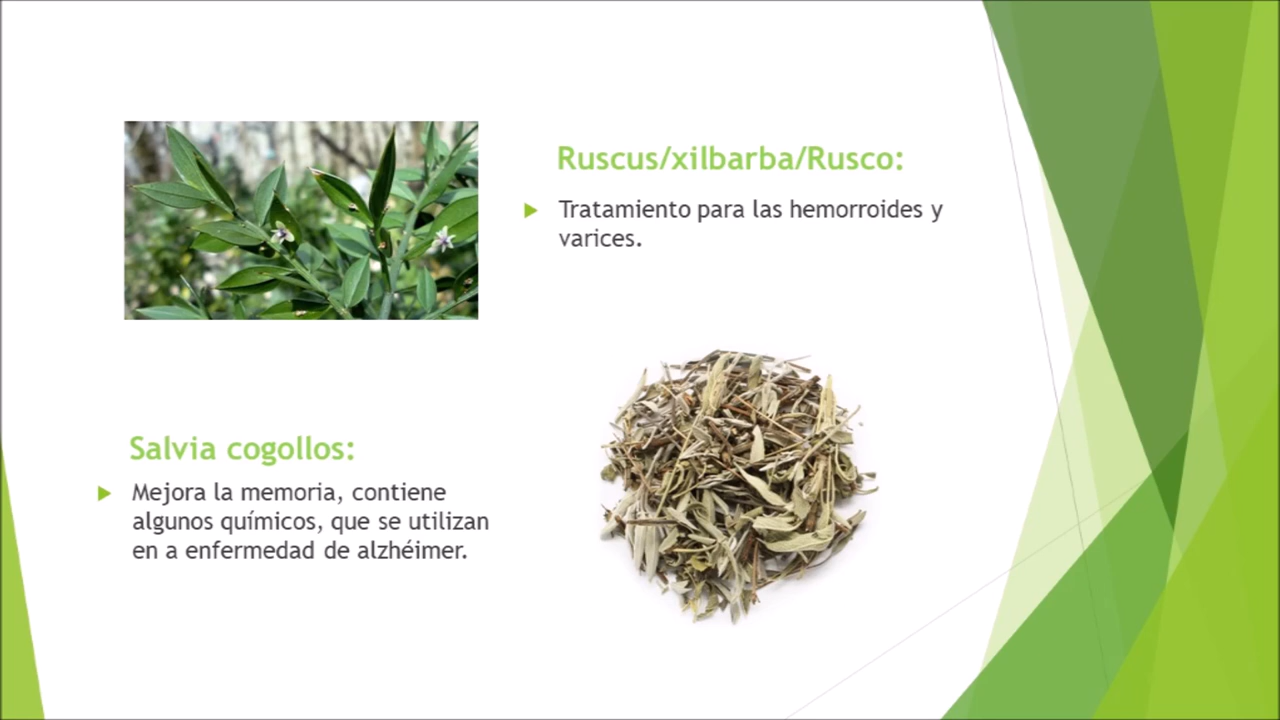 Ruscus/xilbarba/Rusco:
Tratamiento para las hemorroides y
varices.
Salvia cogollos:
Mejora la memoria, contiene
algunos químicos, que se utilizan
en a enfermedad de alzhéimer.